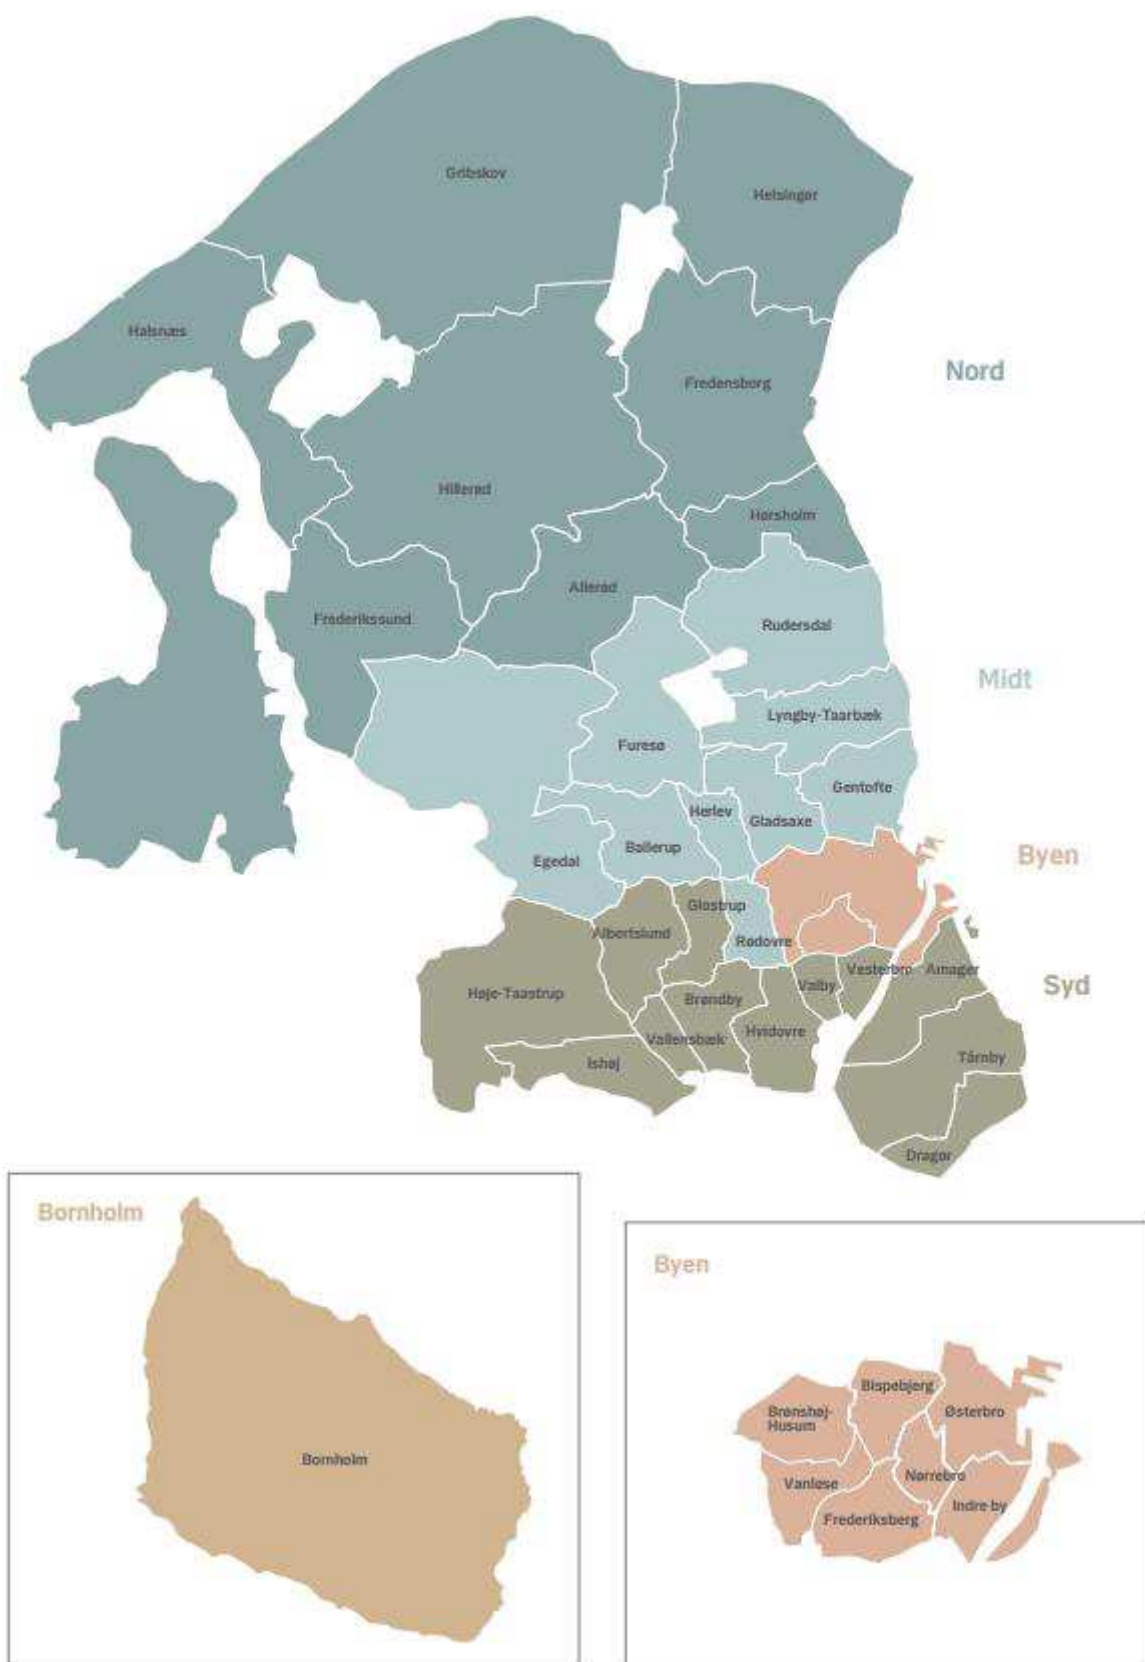 Gribskov
Helsingør
Halsnæs
Nord
Fredensborg
Hillerød
Hørsholm
Allerød
Frederikssund
Rudersdal
Midt
Lyngby-Taarbæk
Furesø
Gentofte
Herlev
Gladsaxe
Ballerup
Byen
Egedal
Glostrup
Albertslund
Rødovre
Vesterbro
Amager
Syd
Høje-Taastrup
Valby
Brøndby
Hvidovre
Vallensbæk
Ishøj
Tårnby
Dragør
Bornholm
Bornholm
Byen
Bispebjerg
Brønshøj-
Husum
Østerbro
Vanløse
Nørrebro
Indre by
Frederiksberg